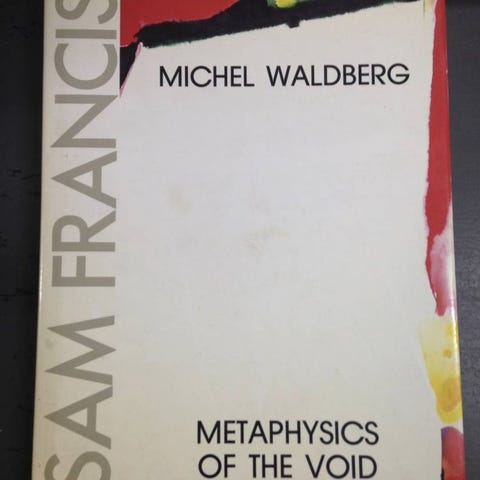 SAM FRANCIS
MICHEL WALDBERG
METAPHYSICS
OF THE VOID